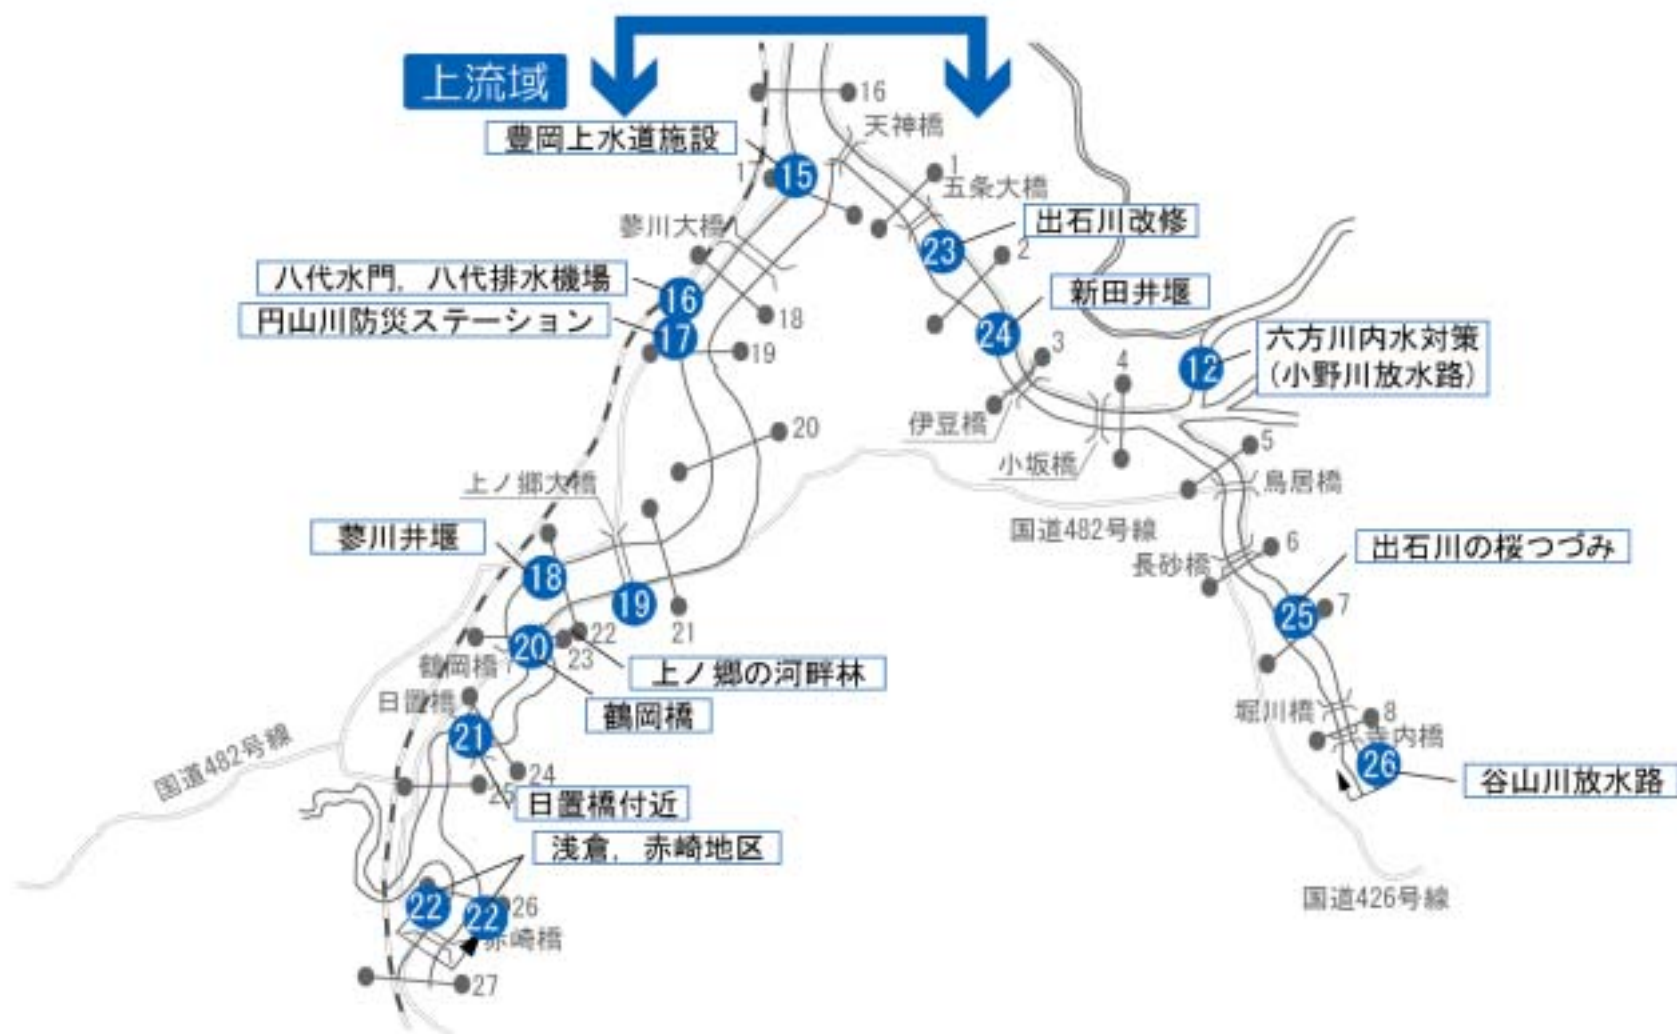 上流域
16
天神橋
豊岡上水道施設
17
15
1
五条大橋
蓼川大橋
出石川改修
23
2
八代水門，八代排水機場
16
新田井堰
円山川防災ステーション
17
18
19
24
3
4
12
六方川内水対策
(小野川放水路)
伊豆橋
20
小坂橋
5
鳥居橋
上ノ郷大橋
国道482号線
蓼川井堰
長砂橋
6
出石川の桜つづみ
18
19
21
25
7
20
22
23
鶴岡橋
上ノ郷の河畔林
日置橋
鶴岡橋
堀川橋
8
寺内橋
21
24
26
谷山川放水路
国道482号線
25
日置橋付近
浅倉，赤崎地区
22
22
26
赤崎橋
国道426号線
27